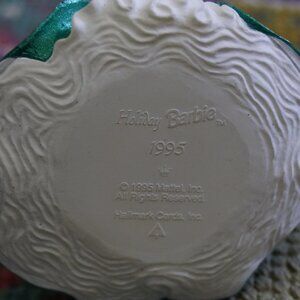 Holiday Barbie™
1995
© 1995 Mattel, Inc.
All Rights Reserved.
Hallmark Cards, Inc.